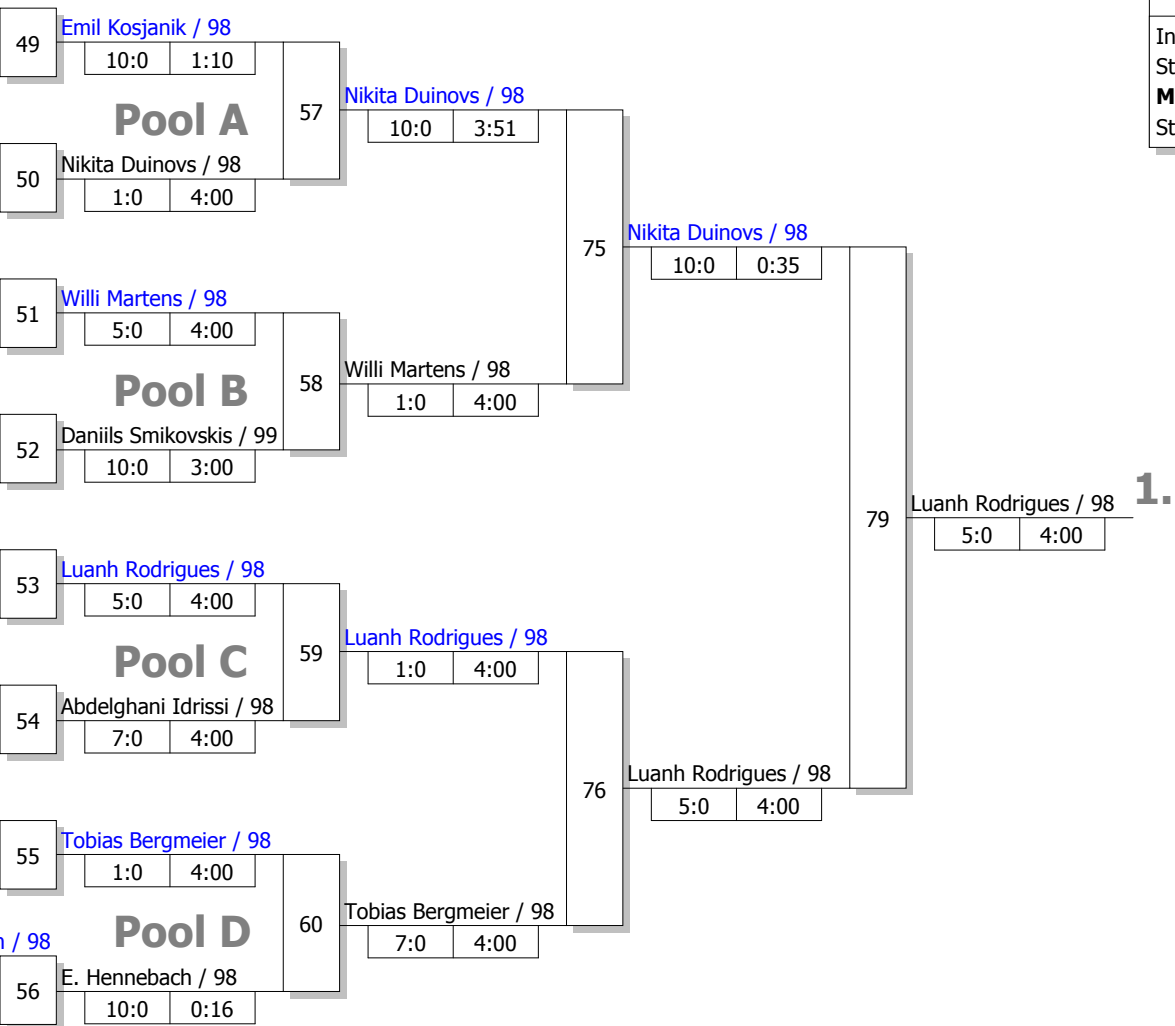 49
Emil Kosjanik / 98
10:0 1:10
Pool A
57
Nikita Duinovs / 98
10:0 3:51
50
Nikita Duinovs / 98
1:0 4:00
75
Nikita Duinovs / 98
10:0 0:35
51
Willi Martens / 98
5:0 4:00
Pool B
58
Willi Martens / 98
1:0 4:00
52
Daniils Smikovskis / 99
10:0 3:00
79
Luanh Rodrigues / 98
5:0 4:00
1.
53
Luanh Rodrigues / 98
5:0 4:00
Pool C
59
Luanh Rodrigues / 98
1:0 4:00
54
Abdelghani Idrissi / 98
7:0 4:00
76
Luanh Rodrigues / 98
5:0 4:00
55
Tobias Bergmeier / 98
1:0 4:00
Pool D
60
Tobias Bergmeier / 98
7:0 4:00
/ 98
56
E. Hennebach / 98
10:0 0:16
In
St
M
St